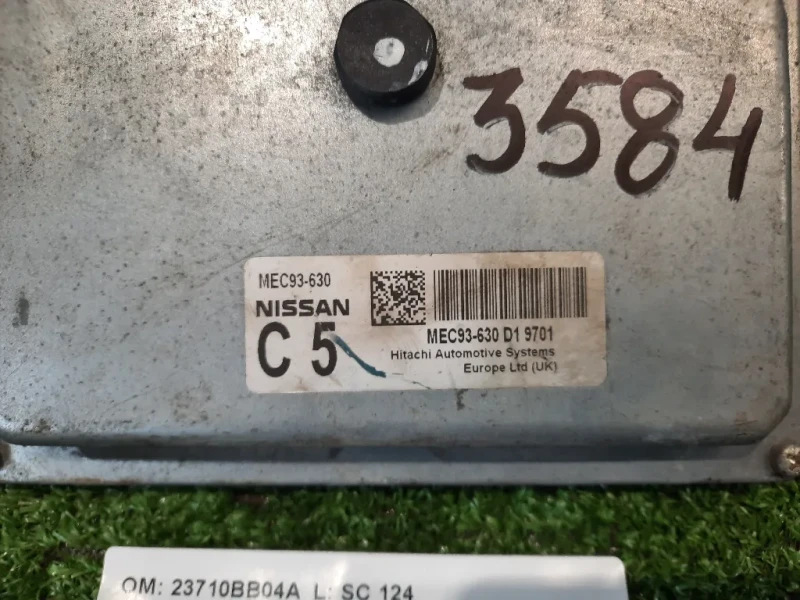 3584
MEC93-630
NISSAN
C 5
MEC93-630 D1 9701
Hitachi Automotive Systems
Europe Ltd (UK)
OM: 23710BB04A L: SC 124